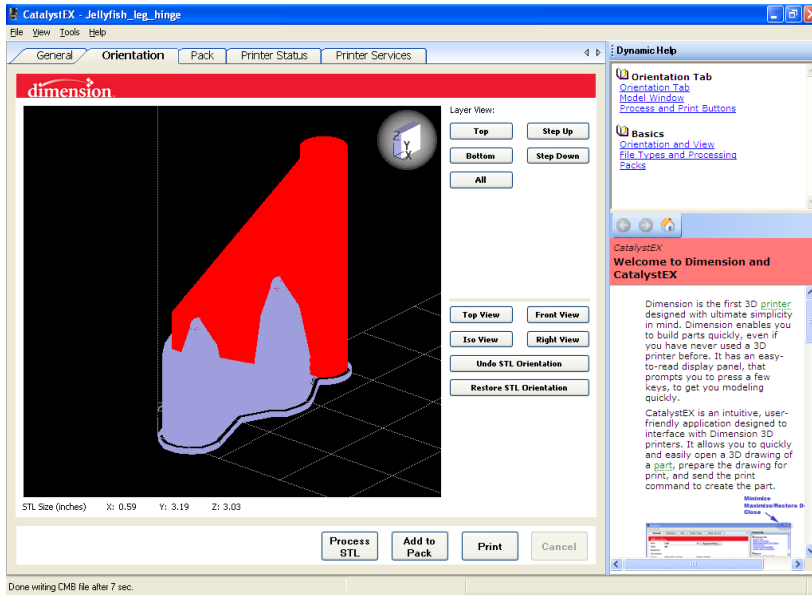 CatalystEX - Jellyfish_leg_hinge
File View Tools Help
General Orientation Pack Printer Status Printer Services
dimension
Layer View:
Top Step Up
Bottom Step Down
All
Z
Y
X
Top View Front View
Iso View Right View
Undo STL Orientation
Restore STL Orientation
STL Size (inches) X: 0.59 Y: 3.19 Z: 3.03
Process STL Add to Pack Print Cancel
Done writing CMB file after 7 sec.
Dynamic Help
Orientation Tab
Orientation Tab
Model Window
Process and Print Buttons
Basics
Orientation and View
File Types and Processing
Packs
CatalystEX
Welcome to Dimension and
CatalystEX
Dimension is the first 3D printer
designed with ultimate simplicity
in mind. Dimension enables you
to build parts quickly, even if
you have never used a 3D
printer before. It has an easy-
to-read display panel, that
prompts you to press a few
keys, to get you modeling
quickly.
CatalystEX is an intuitive, user-
friendly application designed to
interface with Dimension 3D
printers. It allows you to quickly
and easily open a 3D drawing of
a part, prepare the drawing for
print, and send the print
command to create the part.
Minimize
Maximize/Restore D
Close